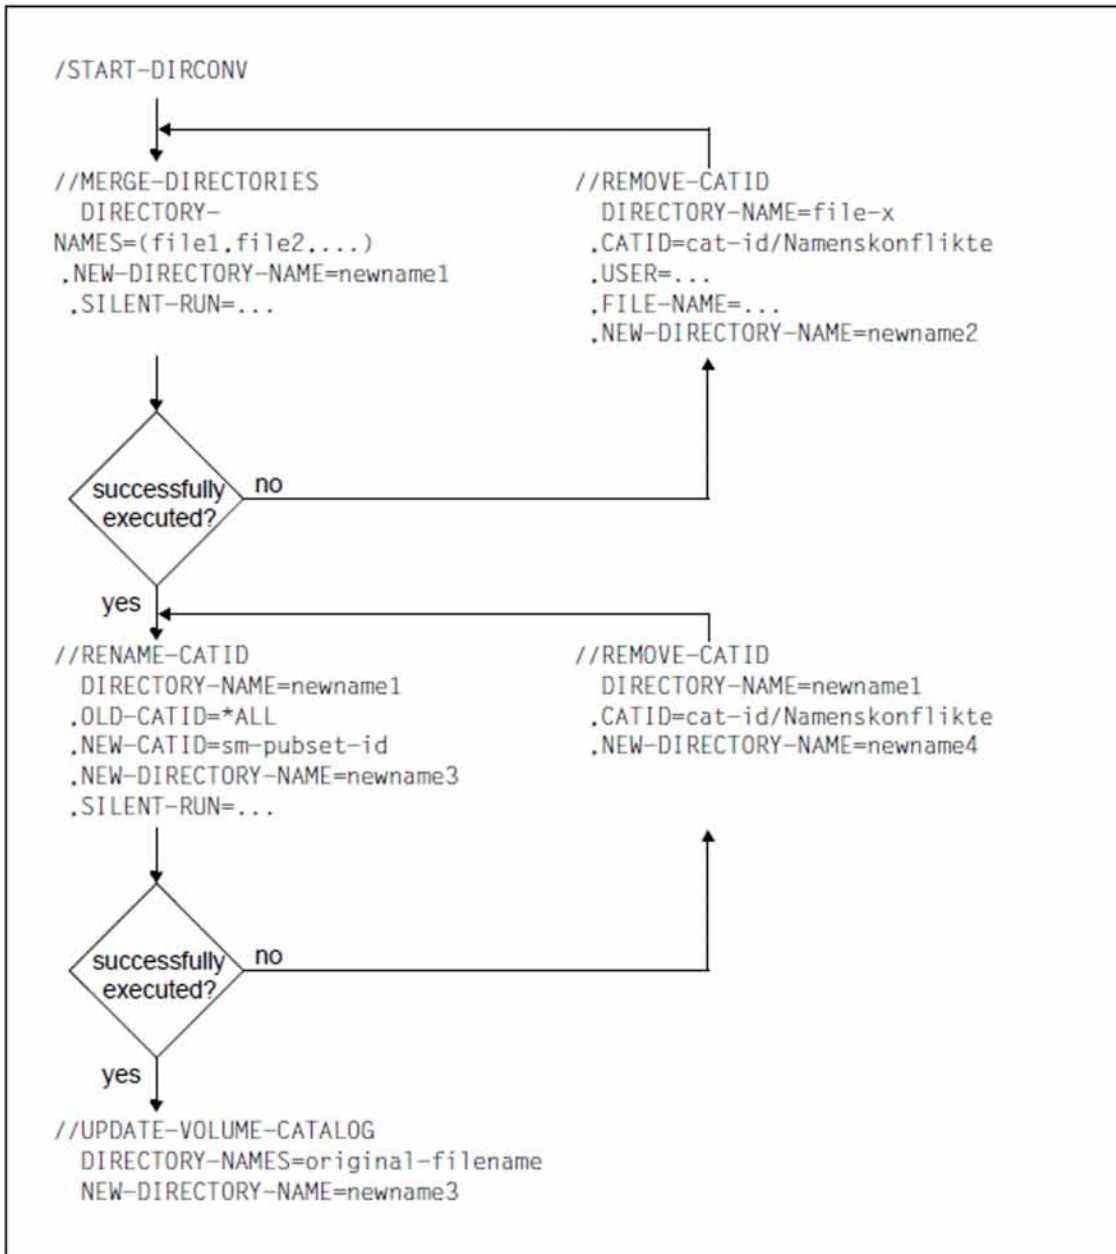 /START-DIRCONV
//MERGE-DIRECTORIES
DIRECTORY-
NAMES=(file1,file2,...)
,NEW-DIRECTORY-NAME=newname1
,SILENT-RUN=...
//REMOVE-CATID
DIRECTORY-NAME=file-x
,CATID=cat-id/Namenskonflikte
,USER=...
,FILE-NAME=...
,NEW-DIRECTORY-NAME=newname2
successfully
executed?
no
yes
//RENAME-CATID
DIRECTORY-NAME=newname1
,OLD-CATID=*ALL
,NEW-CATID=sm-pubset-id
,NEW-DIRECTORY-NAME=newname3
,SILENT-RUN=...
//REMOVE-CATID
DIRECTORY-NAME=newname1
,CATID=cat-id/Namenskonflikte
,NEW-DIRECTORY-NAME=newname4
successfully
executed?
no
yes
//UPDATE-VOLUME-CATALOG
DIRECTORY-NAMES=original-filename
NEW-DIRECTORY-NAME=newname3